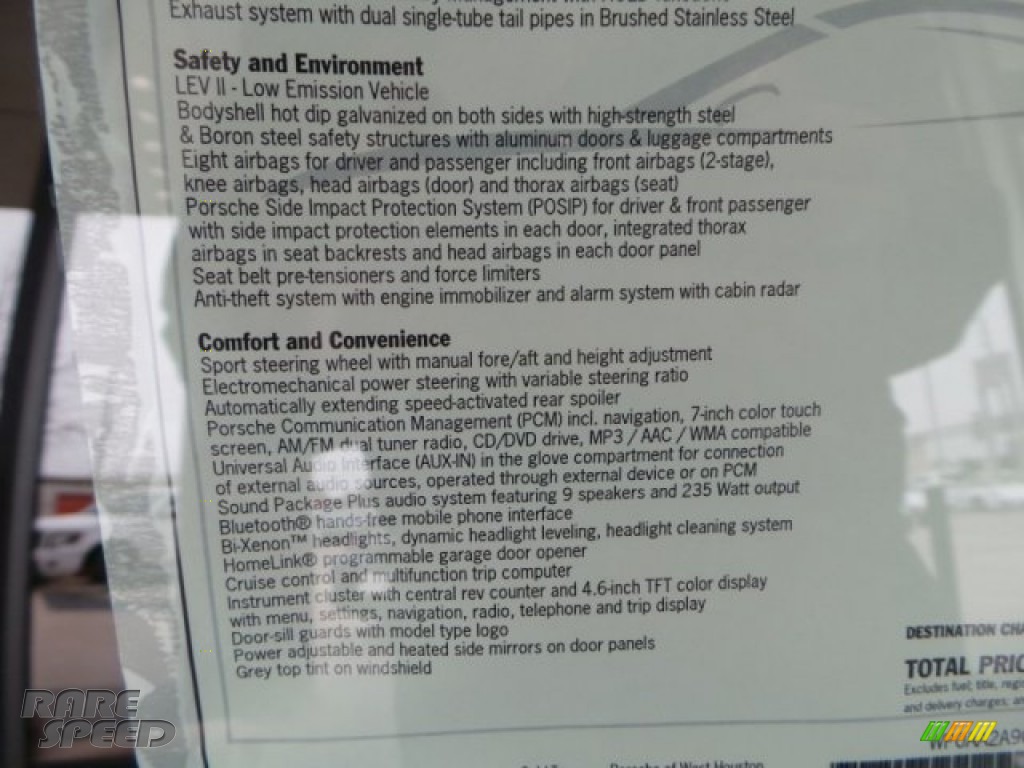 Exhaust system with dual single-tube tail pipes in Brushed Stainless Steel
Safety and Environment
LEV II - Low Emission Vehicle
Bodyshell hot dip galvanized on both sides with high-strength steel
& Boron steel safety structures with aluminum doors & luggage compartments
Eight airbags for driver and passenger including front airbags (2-stage),
knee airbags, head airbags (door) and thorax airbags (seat)
Porsche Side Impact Protection System (POSIP) for driver & front passenger
with side impact protection elements in each door, integrated thorax
airbags in seat backrests and head airbags in each door panel
Seat belt pre-tensioners and force limiters
Anti-theft system with engine immobilizer and alarm system with cabin radar
Comfort and Convenience
Sport steering wheel with manual fore/aft and height adjustment
Electromechanical power steering with variable steering ratio
Automatically extending speed-activated rear spoiler
Porsche Communication Management (PCM) incl. navigation, 7-inch color touch
screen, AM/FM dual tuner radio, CD/DVD drive, MP3 / AAC / WMA compatible
Universal Audio Interface (AUX-IN) in the glove compartment for connection
of external audio sources, operated through external device or on PCM
Sound Package Plus audio system featuring 9 speakers and 235 Watt output
Bluetooth® hands-free mobile phone interface
Bi-Xenon™ headlights, dynamic headlight leveling, headlight cleaning system
HomeLink® programmable garage door opener
Cruise control and multifunction trip computer
Instrument cluster with central rev counter and 4.6-inch TFT color display
with menu, settings, navigation, radio, telephone and trip display
Door-sill guards with model type logo
Power adjustable and heated side mirrors on door panels
Grey top tint on windshield
DESTINATION
TOTAL
Excludes fuel, title,
and delivery charges,
Porsche of West Houston
RARE
SPEED